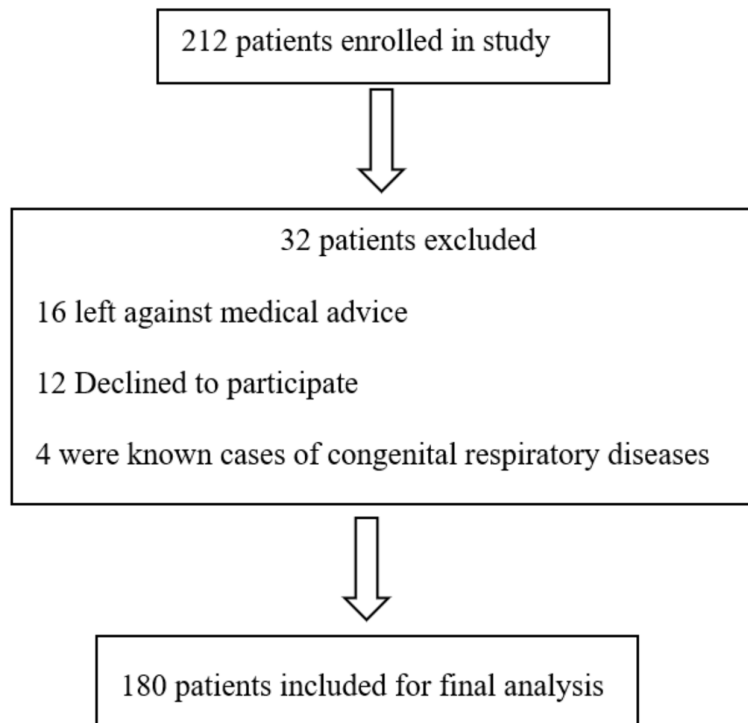 212 patients enrolled in study
32 patients excluded
16 left against medical advice
12 Declined to participate
4 were known cases of congenital respiratory diseases
180 patients included for final analysis